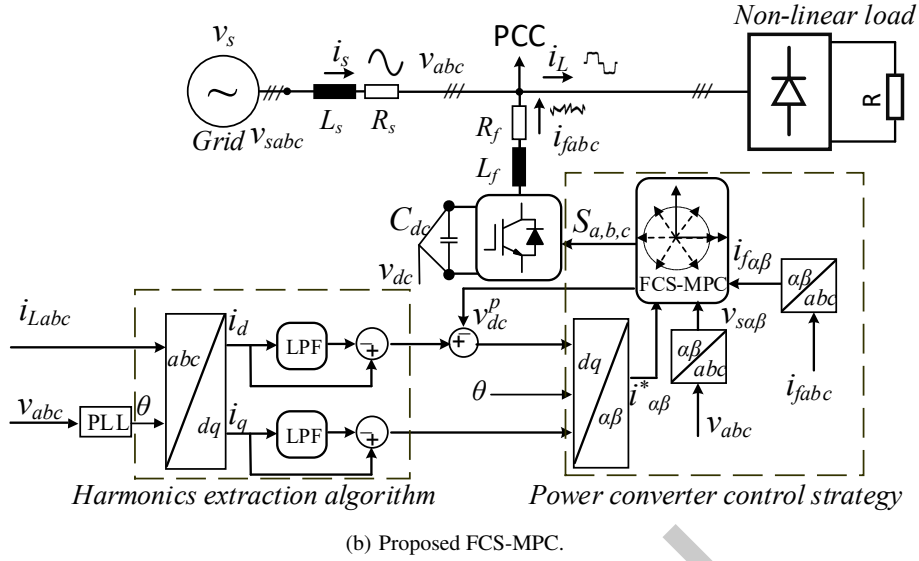 v_s
Grid
v_sabc
i_s
L_s
R_s
v_abc
PCC
i_L
Non-linear load
R
R_f
i_fabc
L_f
C_dc
v_dc
S_a,b,c
FCS-MPC
i_fαβ
αβ
abc
v_sαβ
αβ
abc
i_fabc
v_abc
i_Labc
v_abc
PLL
θ
abc
dq
i_d
LPF
−
+
i_q
LPF
−
+
v^p_dc
−
+
θ
dq
αβ
i^*_αβ
Harmonics extraction algorithm
Power converter control strategy
(b) Proposed FCS-MPC.